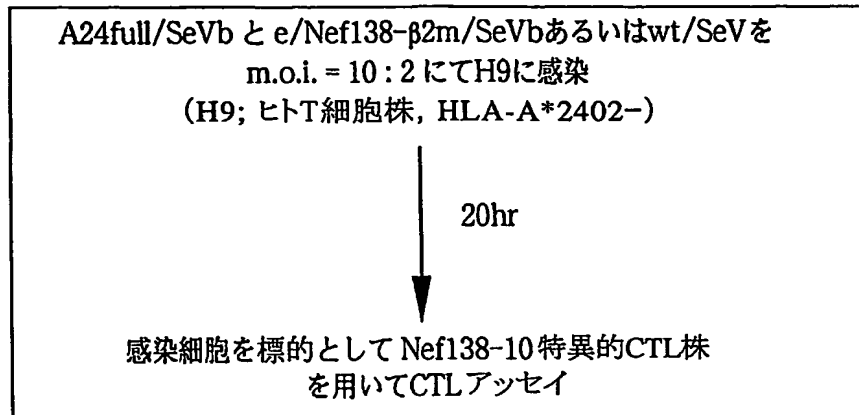 A24full/SeVb と e/Nef138-β2m/SeVbあるいはwt/SeVを
m.o.i. = 10 : 2 にてH9に感染
(H9; ヒトT細胞株, HLA-A*2402−)
20hr
感染細胞を標的として Nef138-10 特異的CTL株
を用いてCTLアッセイ